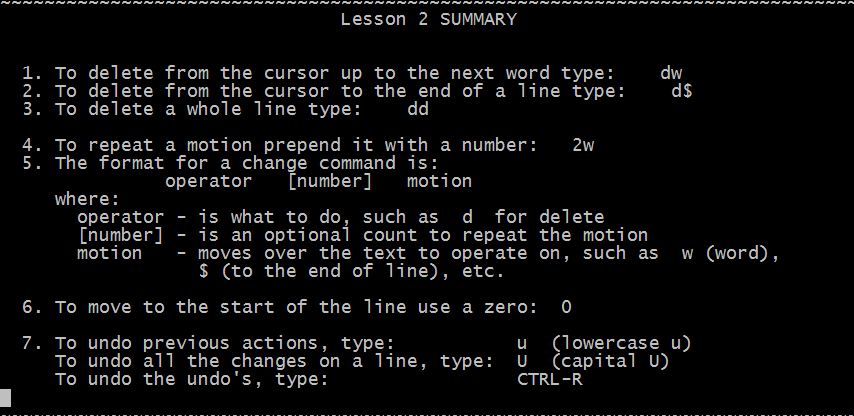 ~~~~~~~~~~~~~~~~~~~~~~~~~~~~~~~~~~~~~~~~~~~~~~~~~~~~~~~~~~~~~~~~~~~~~~~~~~~~~~
Lesson 2 SUMMARY
1. To delete from the cursor up to the next word type:    dw
2. To delete from the cursor to the end of a line type:    d$
3. To delete a whole line type:    dd
4. To repeat a motion prepend it with a number:   2w
5. The format for a change command is:
operator   [number]   motion
where:
operator - is what to do, such as  d  for delete
[number] - is an optional count to repeat the motion
motion   - moves over the text to operate on, such as  w (word),
$ (to the end of line), etc.
6. To move to the start of the line use a zero:  0
7. To undo previous actions, type:           u  (lowercase u)
To undo all the changes on a line, type:  U  (capital U)
To undo the undo's, type:                 CTRL-R
~~~~~~~~~~~~~~~~~~~~~~~~~~~~~~~~~~~~~~~~~~~~~~~~~~~~~~~~~~~~~~~~~~~~~~~~~~~~~~